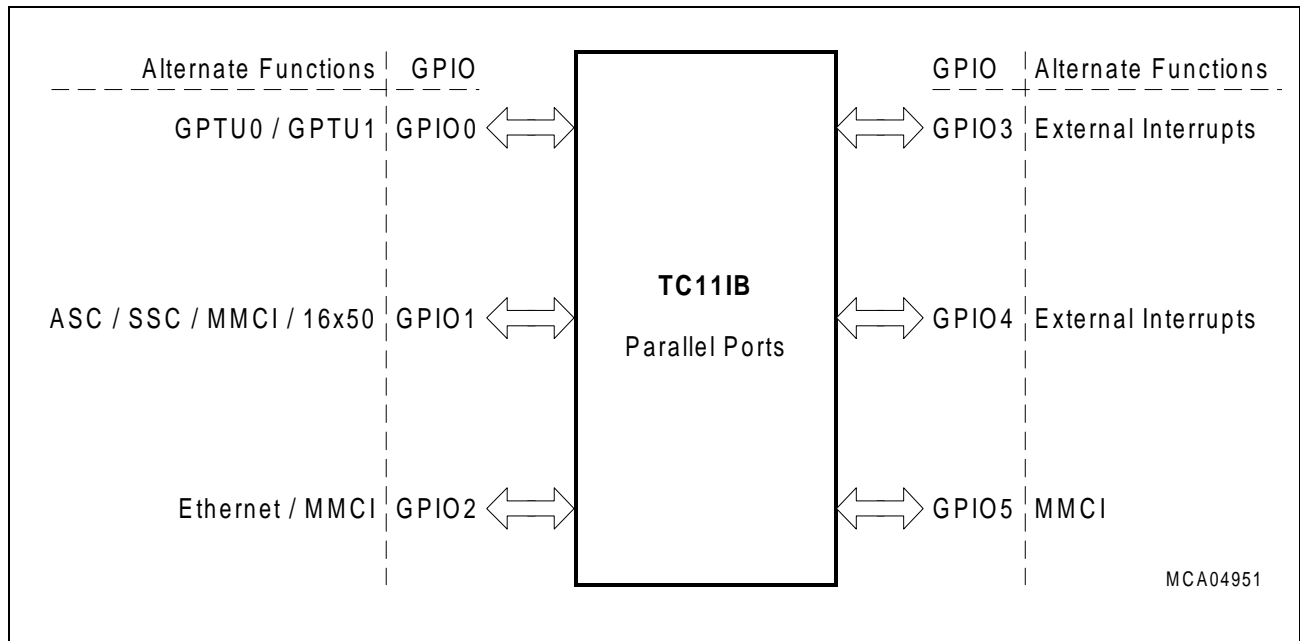 Alternate Functions GPIO
GPTU0 / GPTU1 GPIO0
ASC / SSC / MMCI / 16x50 GPIO1
Ethernet / MMCI GPIO2
TC11IB
Parallel Ports
GPIO Alternate Functions
GPIO3 External Interrupts
GPIO4 External Interrupts
GPIO5 MMCI
MCA04951